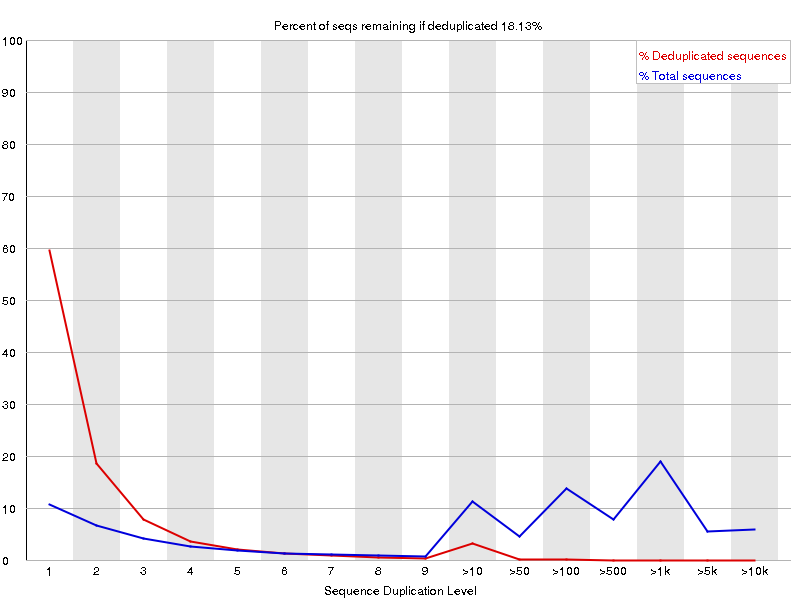 Percent of seqs remaining if deduplicated 18.13%
% Deduplicated sequences
% Total sequences
100
90
80
70
60
50
40
30
20
10
0
1 2 3 4 5 6 7 8 9 >10 >50 >100 >500 >1k >5k >10k
Sequence Duplication Level